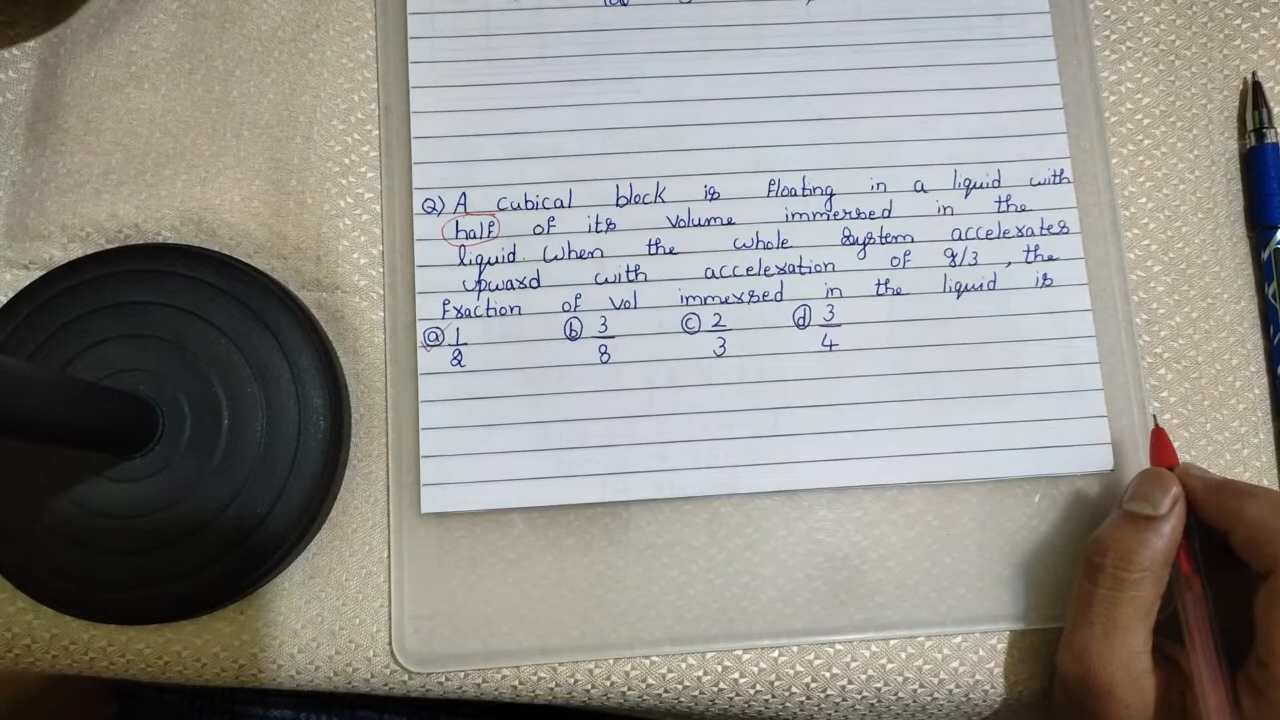 Q) A cubical block is floating in a liquid with
half of its volume immersed in the
liquid. When the whole system accelerates
upward with acceleration of g/3, the
fraction of vol immersed in the liquid is
(a) 1/2 (b) 3/8 (c) 2/3 (d) 3/4